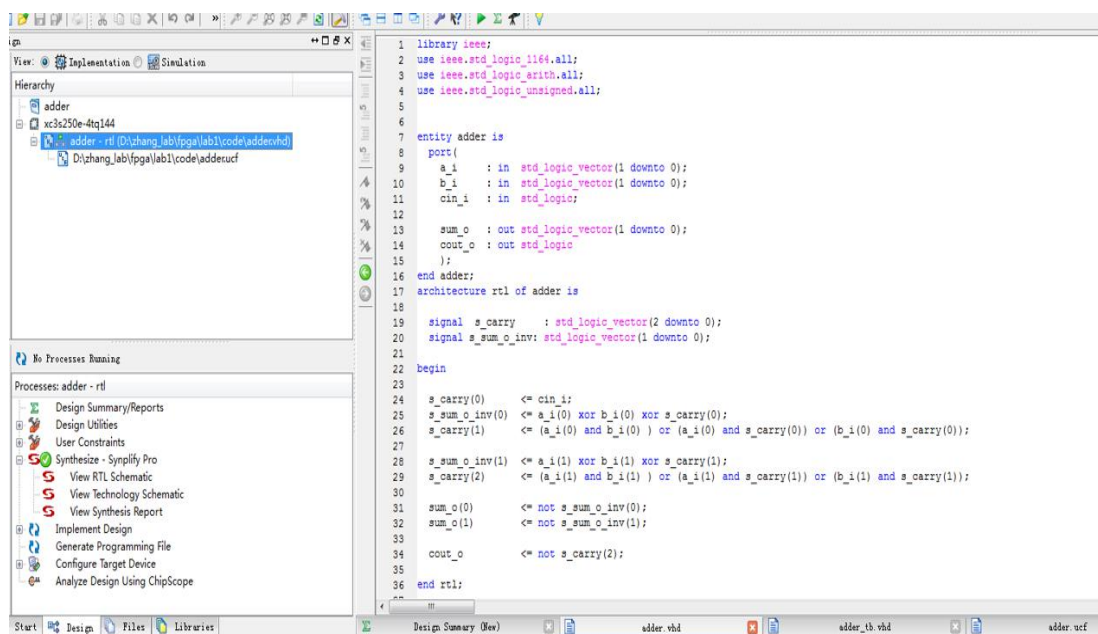 View: Implementation Simulation
Hierarchy
adder
xc3s250e-4tq144
adder - rtl (D:\zhang_lab\fpga\lab1\code\adder.vhd)
D:\zhang_lab\fpga\lab1\code\adder.ucf
No Processes Running
Processes: adder - rtl
Design Summary/Reports
Design Utilities
User Constraints
Synthesize - Synplify Pro
View RTL Schematic
View Technology Schematic
View Synthesis Report
Implement Design
Generate Programming File
Configure Target Device
Analyze Design Using ChipScope
Start Design Files Libraries
1 library ieee;
2 use ieee.std_logic_1164.all;
3 use ieee.std_logic_arith.all;
4 use ieee.std_logic_unsigned.all;
5
6
7 entity adder is
8 port(
9 a_i : in std_logic_vector(1 downto 0);
10 b_i : in std_logic_vector(1 downto 0);
11 cin_i : in std_logic;
12
13 sum_o : out std_logic_vector(1 downto 0);
14 cout_o : out std_logic
15 );
16 end adder;
17 architecture rtl of adder is
18
19 signal s_carry : std_logic_vector(2 downto 0);
20 signal s_sum_o_inv: std_logic_vector(1 downto 0);
21
22 begin
23
24 s_carry(0) <= cin_i;
25 s_sum_o_inv(0) <= a_i(0) xor b_i(0) xor s_carry(0);
26 s_carry(1) <= (a_i(0) and b_i(0) ) or (a_i(0) and s_carry(0)) or (b_i(0) and s_carry(0));
27
28 s_sum_o_inv(1) <= a_i(1) xor b_i(1) xor s_carry(1);
29 s_carry(2) <= (a_i(1) and b_i(1) ) or (a_i(1) and s_carry(1)) or (b_i(1) and s_carry(1));
30
31 sum_o(0) <= not s_sum_o_inv(0);
32 sum_o(1) <= not s_sum_o_inv(1);
33
34 cout_o <= not s_carry(2);
35
36 end rtl;
Design Summary (New) adder.vhd adder_tb.vhd adder.ucf